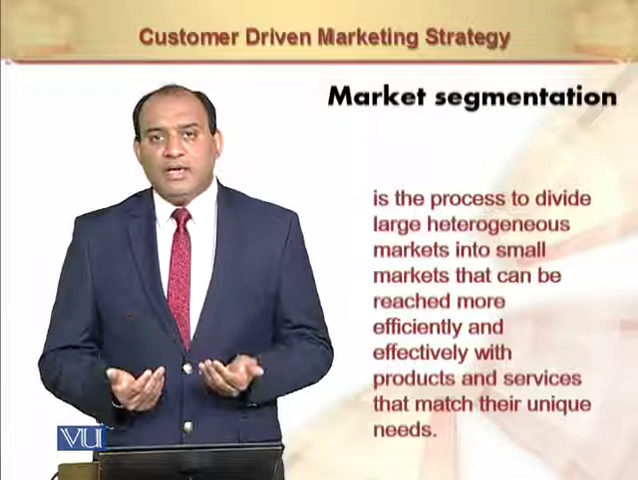 Customer Driven Marketing Strategy
Market segmentation
is the process to divide
large heterogeneous
markets into small
markets that can be
reached more
efficiently and
effectively with
products and services
that match their unique
needs.
VU